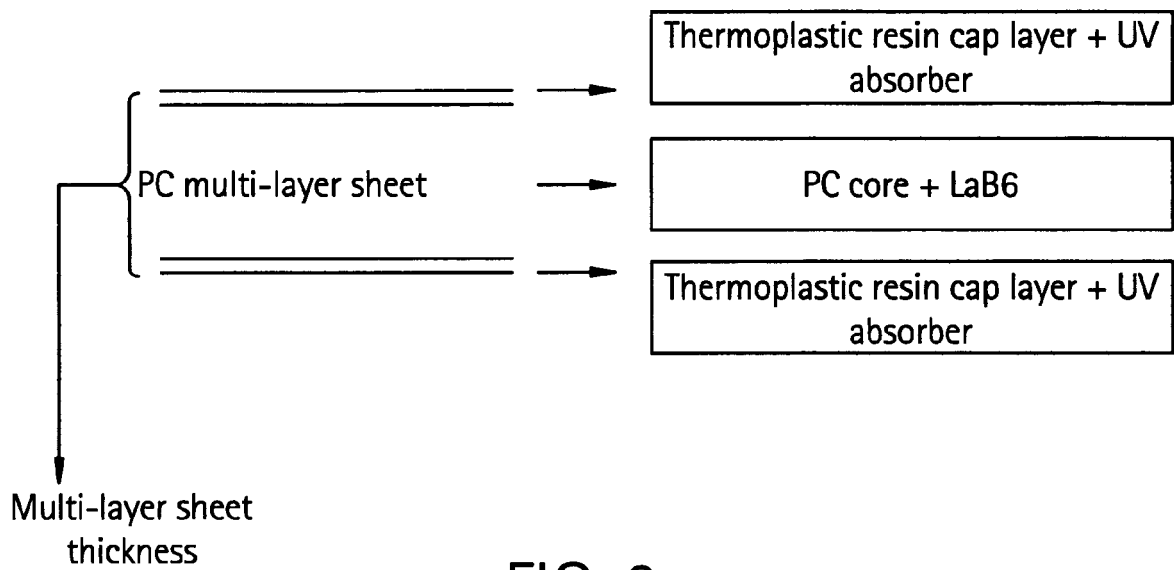 Thermoplastic resin cap layer + UV
absorber
PC multi-layer sheet
PC core + LaB6
Thermoplastic resin cap layer + UV
absorber
Multi-layer sheet
thickness